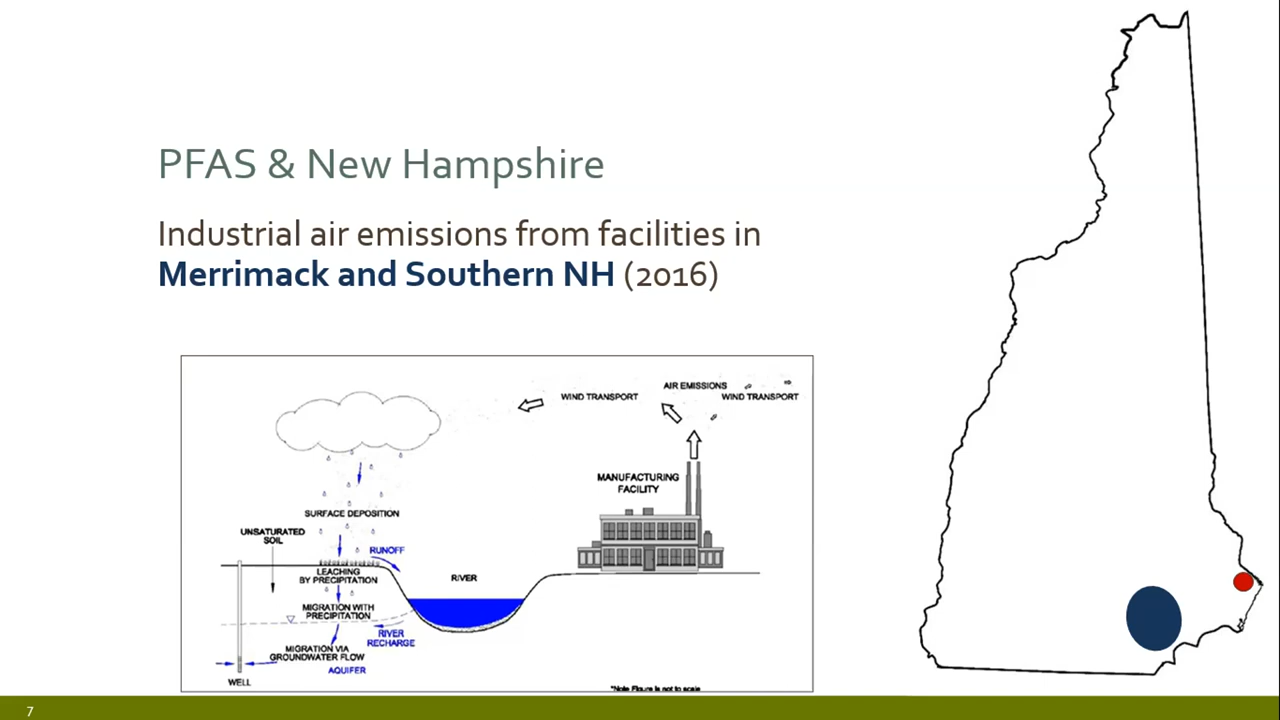 PFAS & New Hampshire
Industrial air emissions from facilities in
Merrimack and Southern NH (2016)
AIR EMISSIONS
WIND TRANSPORT
WIND TRANSPORT
MANUFACTURING
FACILITY
SURFACE DEPOSITION
UNSATURATED
SOIL
RUNOFF
LEACHING
BY PRECIPITATION
RIVER
MIGRATION WITH
PRECIPITATION
RIVER
RECHARGE
MIGRATION VIA
GROUNDWATER FLOW
AQUIFER
WELL
*Note Figure is not to scale
7